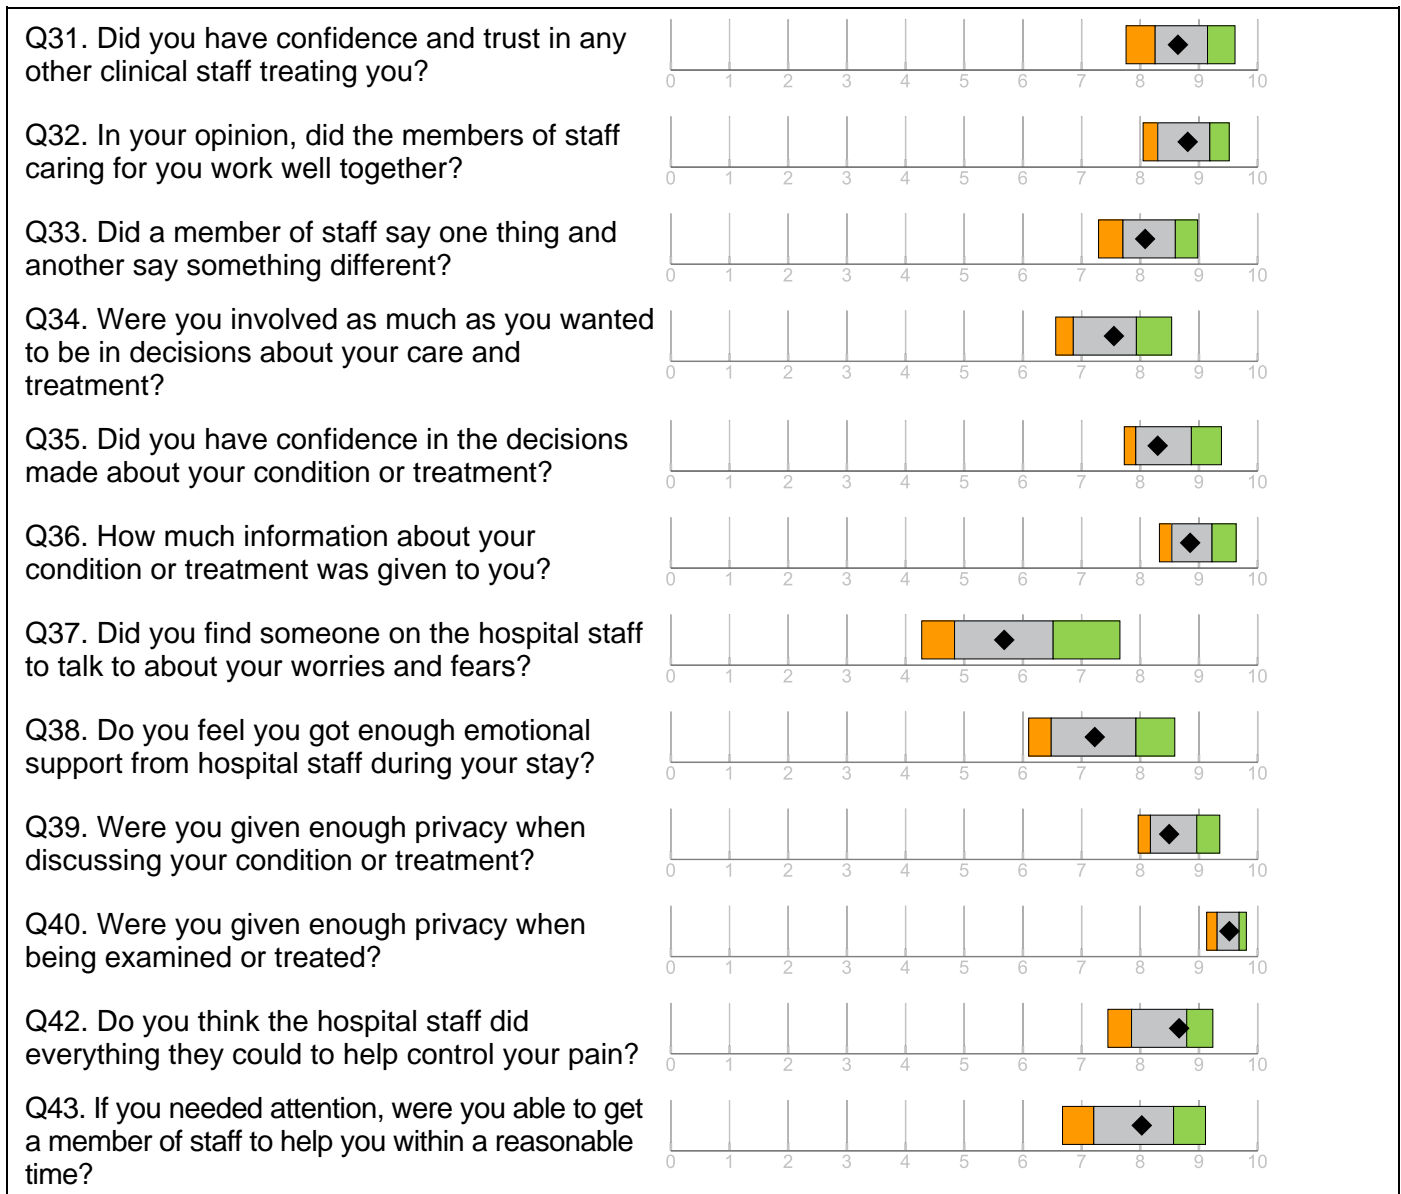 Q31. Did you have confidence and trust in any
other clinical staff treating you?
0 1 2 3 4 5 6 7 8 9 10
Q32. In your opinion, did the members of staff
caring for you work well together?
0 1 2 3 4 5 6 7 8 9 10
Q33. Did a member of staff say one thing and
another say something different?
0 1 2 3 4 5 6 7 8 9 10
Q34. Were you involved as much as you wanted
to be in decisions about your care and
treatment?
0 1 2 3 4 5 6 7 8 9 10
Q35. Did you have confidence in the decisions
made about your condition or treatment?
0 1 2 3 4 5 6 7 8 9 10
Q36. How much information about your
condition or treatment was given to you?
0 1 2 3 4 5 6 7 8 9 10
Q37. Did you find someone on the hospital staff
to talk to about your worries and fears?
0 1 2 3 4 5 6 7 8 9 10
Q38. Do you feel you got enough emotional
support from hospital staff during your stay?
0 1 2 3 4 5 6 7 8 9 10
Q39. Were you given enough privacy when
discussing your condition or treatment?
0 1 2 3 4 5 6 7 8 9 10
Q40. Were you given enough privacy when
being examined or treated?
0 1 2 3 4 5 6 7 8 9 10
Q42. Do you think the hospital staff did
everything they could to help control your pain?
0 1 2 3 4 5 6 7 8 9 10
Q43. If you needed attention, were you able to get
a member of staff to help you within a reasonable
time?
0 1 2 3 4 5 6 7 8 9 10